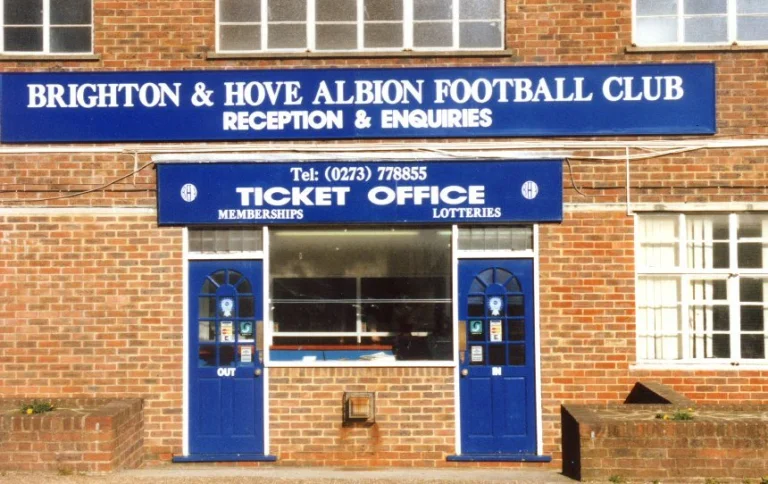 BRIGHTON & HOVE ALBION FOOTBALL CLUB
RECEPTION & ENQUIRIES
Tel: (0273) 778855
TICKET OFFICE
MEMBERSHIPS LOTTERIES
OUT
IN